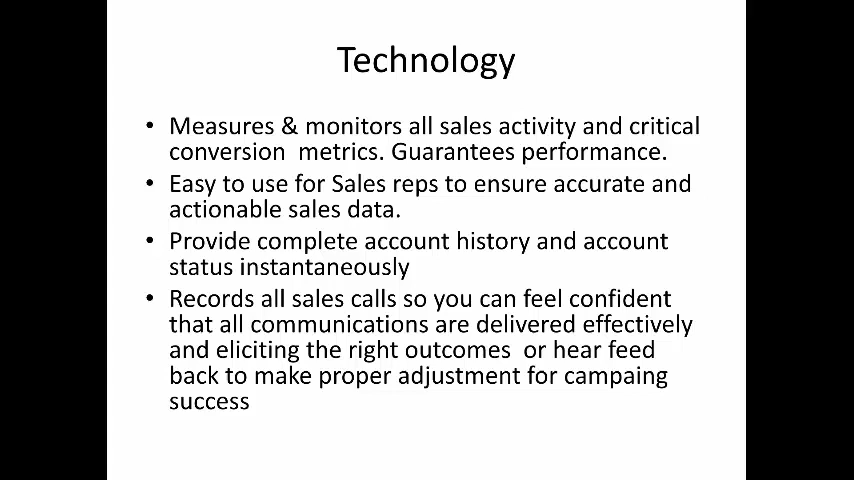 Technology
• Measures & monitors all sales activity and critical
conversion  metrics. Guarantees performance.
• Easy to use for Sales reps to ensure accurate and
actionable sales data.
• Provide complete account history and account
status instantaneously
• Records all sales calls so you can feel confident
that all communications are delivered effectively
and eliciting the right outcomes  or hear feed
back to make proper adjustment for campaing
success